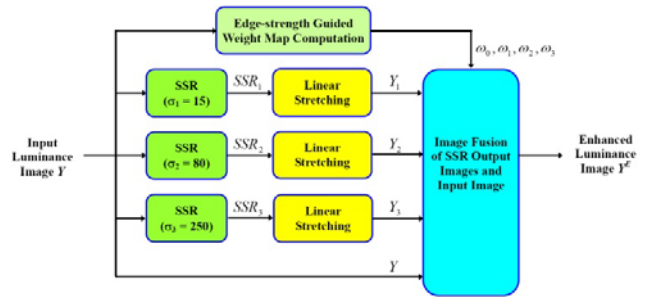 Edge-strength Guided
Weight Map Computation
ω₀, ω₁, ω₂, ω₃
SSR
(σ₁ = 15)
SSR₁
Linear
Stretching
Y₁
Input
Luminance
Image Y
SSR
(σ₂ = 80)
SSR₂
Linear
Stretching
Y₂
Image Fusion
of SSR Output
Images and
Input Image
Enhanced
Luminance
Image Yᴱ
SSR
(σ₃ = 250)
SSR₃
Linear
Stretching
Y₃
Y